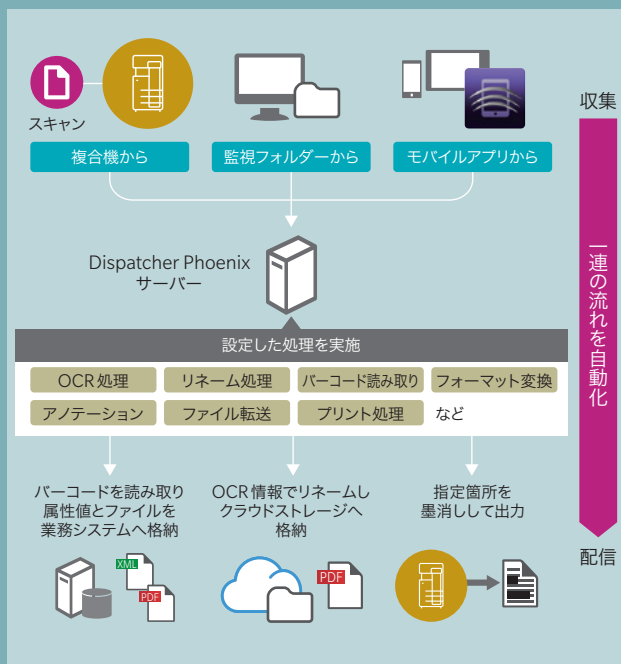 収集
スキャン
複合機から
監視フォルダーから
モバイルアプリから
一連の流れを自動化
Dispatcher Phoenix
サーバー
設定した処理を実施
OCR処理
リネーム処理
バーコード読み取り
フォーマット変換
アノテーション
ファイル転送
プリント処理
など
バーコードを読み取り
属性値とファイルを
業務システムへ格納
OCR情報でリネームし
クラウドストレージへ
格納
指定箇所を
墨消しして出力
配信
XML
PDF
PDF